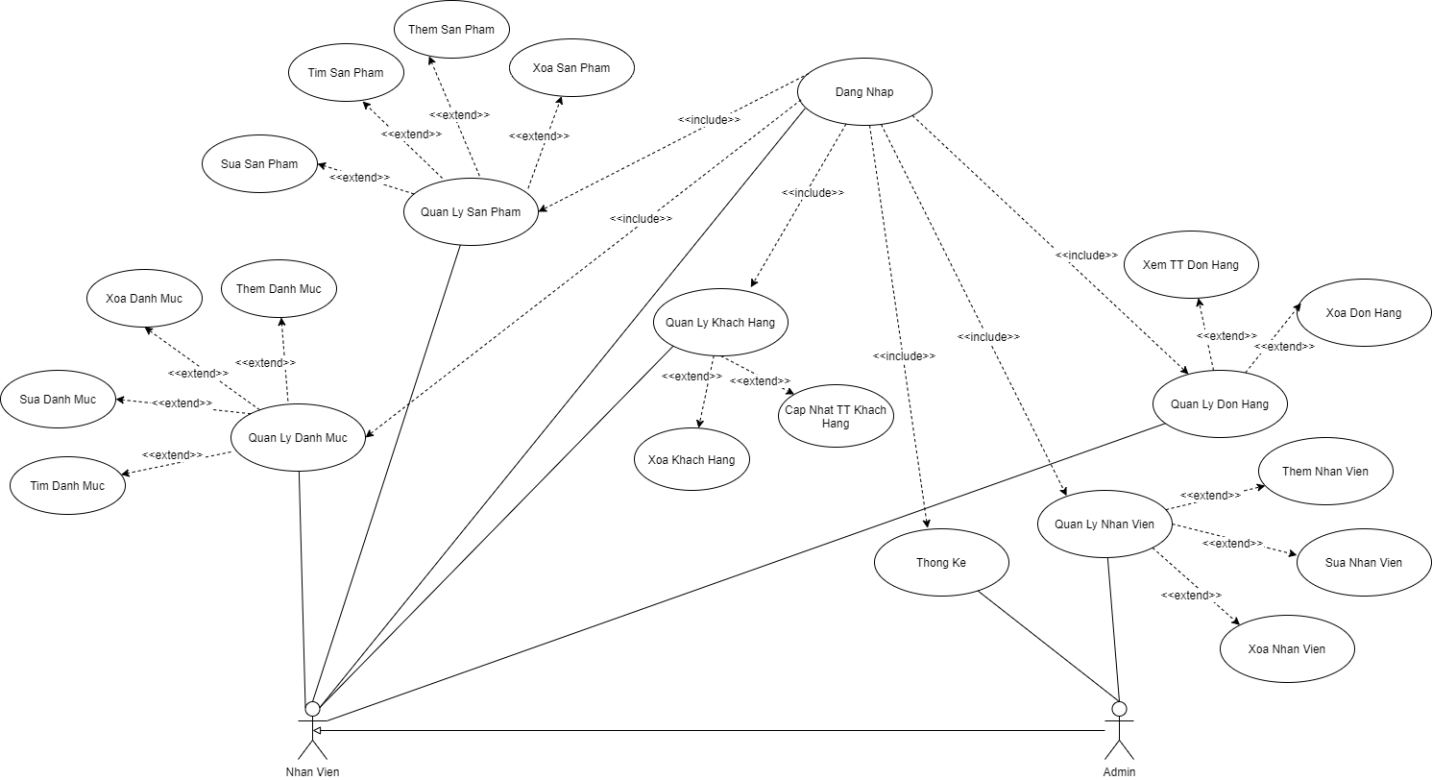 Them San Pham
Tim San Pham
Xoa San Pham
Dang Nhap
<<extend>>
<<include>>
<<extend>>
<<extend>>
Sua San Pham
<<extend>>
<<include>>
Quan Ly San Pham
<<include>>
<<include>>
Xem TT Don Hang
Them Danh Muc
Xoa Danh Muc
Xoa Don Hang
Quan Ly Khach Hang
<<extend>>
<<include>>
<<extend>>
<<extend>>
<<include>>
<<extend>>
<<extend>>
<<extend>>
Sua Danh Muc
<<extend>>
Quan Ly Don Hang
Cap Nhat TT Khach
Hang
Quan Ly Danh Muc
<<extend>>
Xoa Khach Hang
Them Nhan Vien
Tim Danh Muc
<<extend>>
Quan Ly Nhan Vien
<<extend>>
Thong Ke
Sua Nhan Vien
<<extend>>
Xoa Nhan Vien
Nhan Vien
Admin